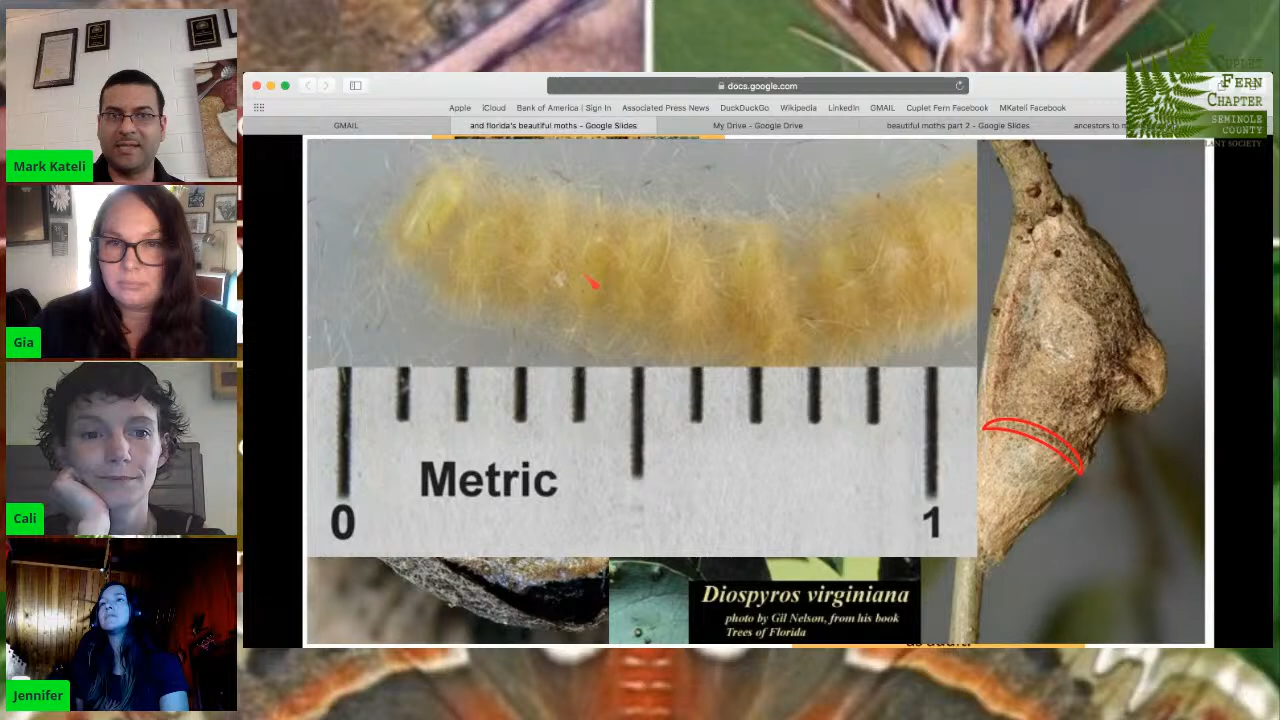 Mark Kateli
Gia
Cali
Jennifer
docs.google.com
Apple iCloud Bank of America | Sign In Associated Press News DuckDuckGo Wikipedia LinkedIn GMAIL Cuplet Fern Facebook MKateli Facebook
GMAIL and florida's beautiful moths - Google Slides My Drive - Google Drive beautiful moths part 2 - Google Slides ancestors to m
Cuplet
Fern
Chapter
Seminole
County
Metric
0 1
Diospyros virginiana
photo by Gil Nelson, from his book
Trees of Florida